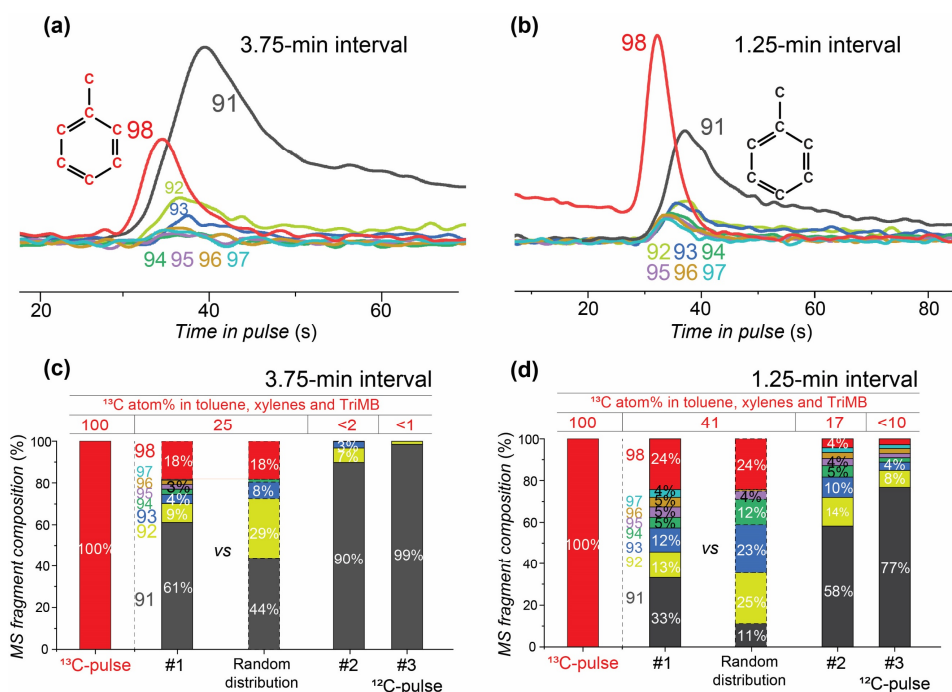 (a)
3.75-min interval
C
C C C 98
C C
C
91
92
93
94 95 96 97
20 40 60
Time in pulse (s)
(b)
1.25-min interval
98
91
C
C
C C
C C
C
92 93 94
95 96 97
20 40 60 80
Time in pulse (s)
(c)
3.75-min interval
¹³C atom% in toluene, xylenes and TriMB
100 25 <2 <1
MS fragment composition (%)
100
80
60
40
20
0
98
97
96
95
94
93
92
91
100%
18%
3%
4%
9%
61%
vs
18%
8%
29%
44%
3%
7%
90%
99%
¹³C-pulse #1 Random distribution #2 #3
¹²C-pulse
(d)
1.25-min interval
¹³C atom% in toluene, xylenes and TriMB
100 41 17 <10
MS fragment composition (%)
100
80
60
40
20
0
98
97
96
95
94
93
92
91
100%
24%
4%
5%
5%
5%
12%
13%
33%
vs
24%
4%
12%
23%
25%
11%
4%
4%
5%
10%
14%
58%
4%
8%
77%
¹³C-pulse #1 Random distribution #2 #3
¹²C-pulse